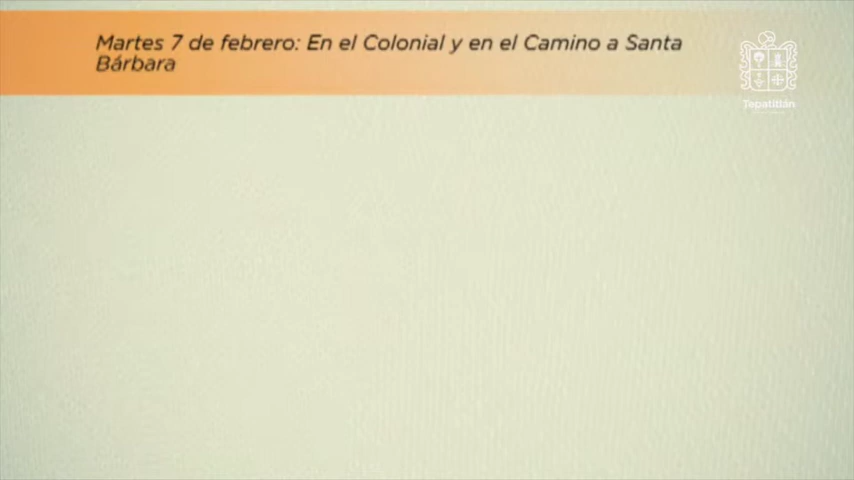 Martes 7 de febrero: En el Colonial y en el Camino a Santa
Bárbara
Tepatitlán